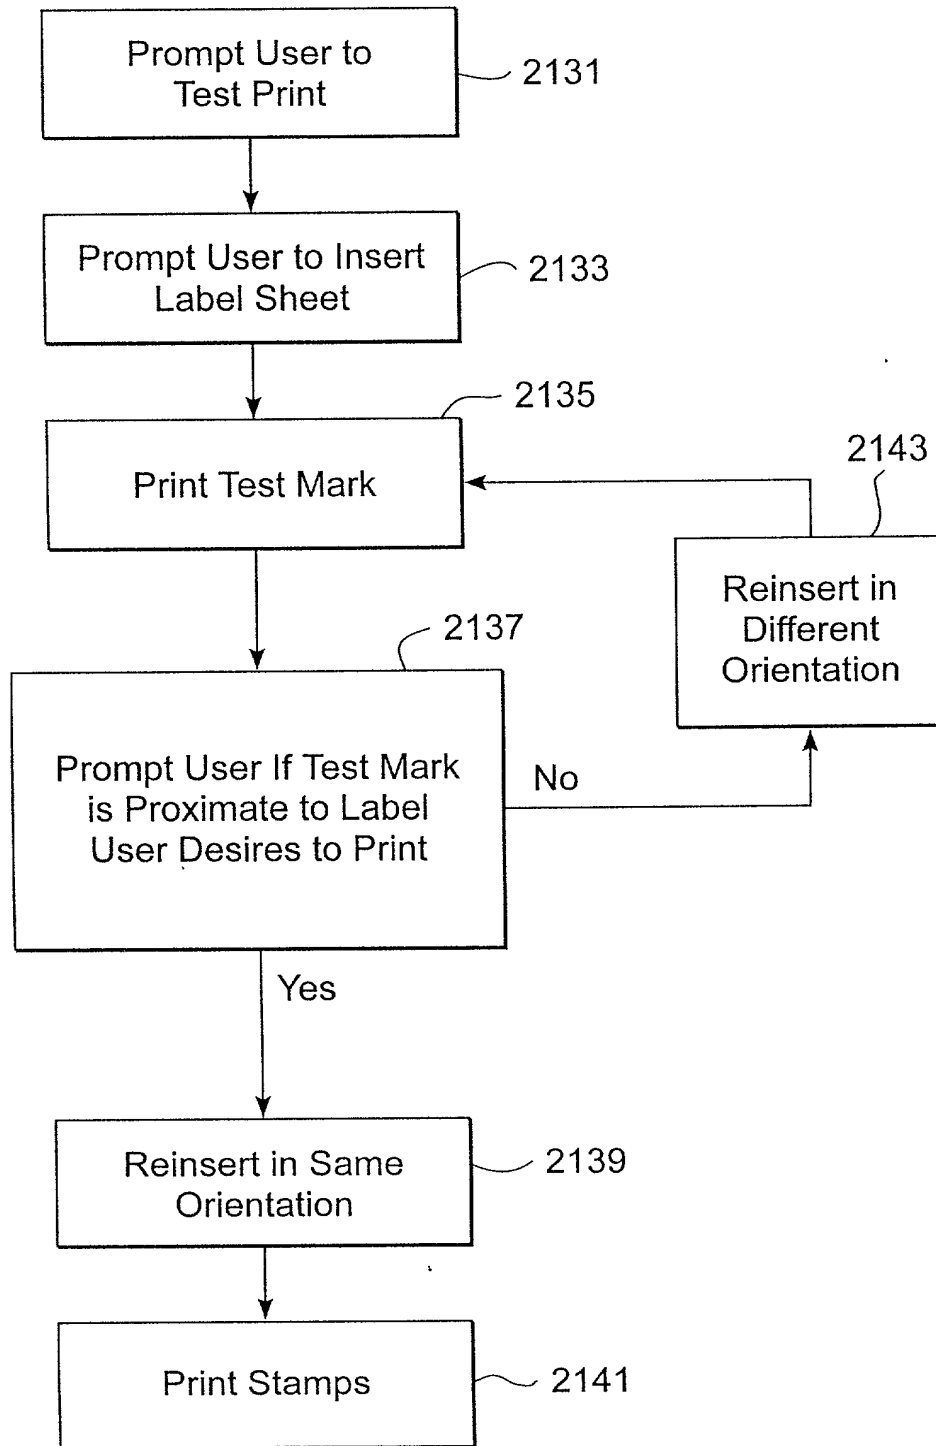 Prompt User to
Test Print
2131
Prompt User to Insert
Label Sheet
2133
2135
Print Test Mark
2143
Reinsert in
Different
Orientation
2137
Prompt User If Test Mark
is Proximate to Label
User Desires to Print
No
Yes
Reinsert in Same
Orientation
2139
Print Stamps
2141